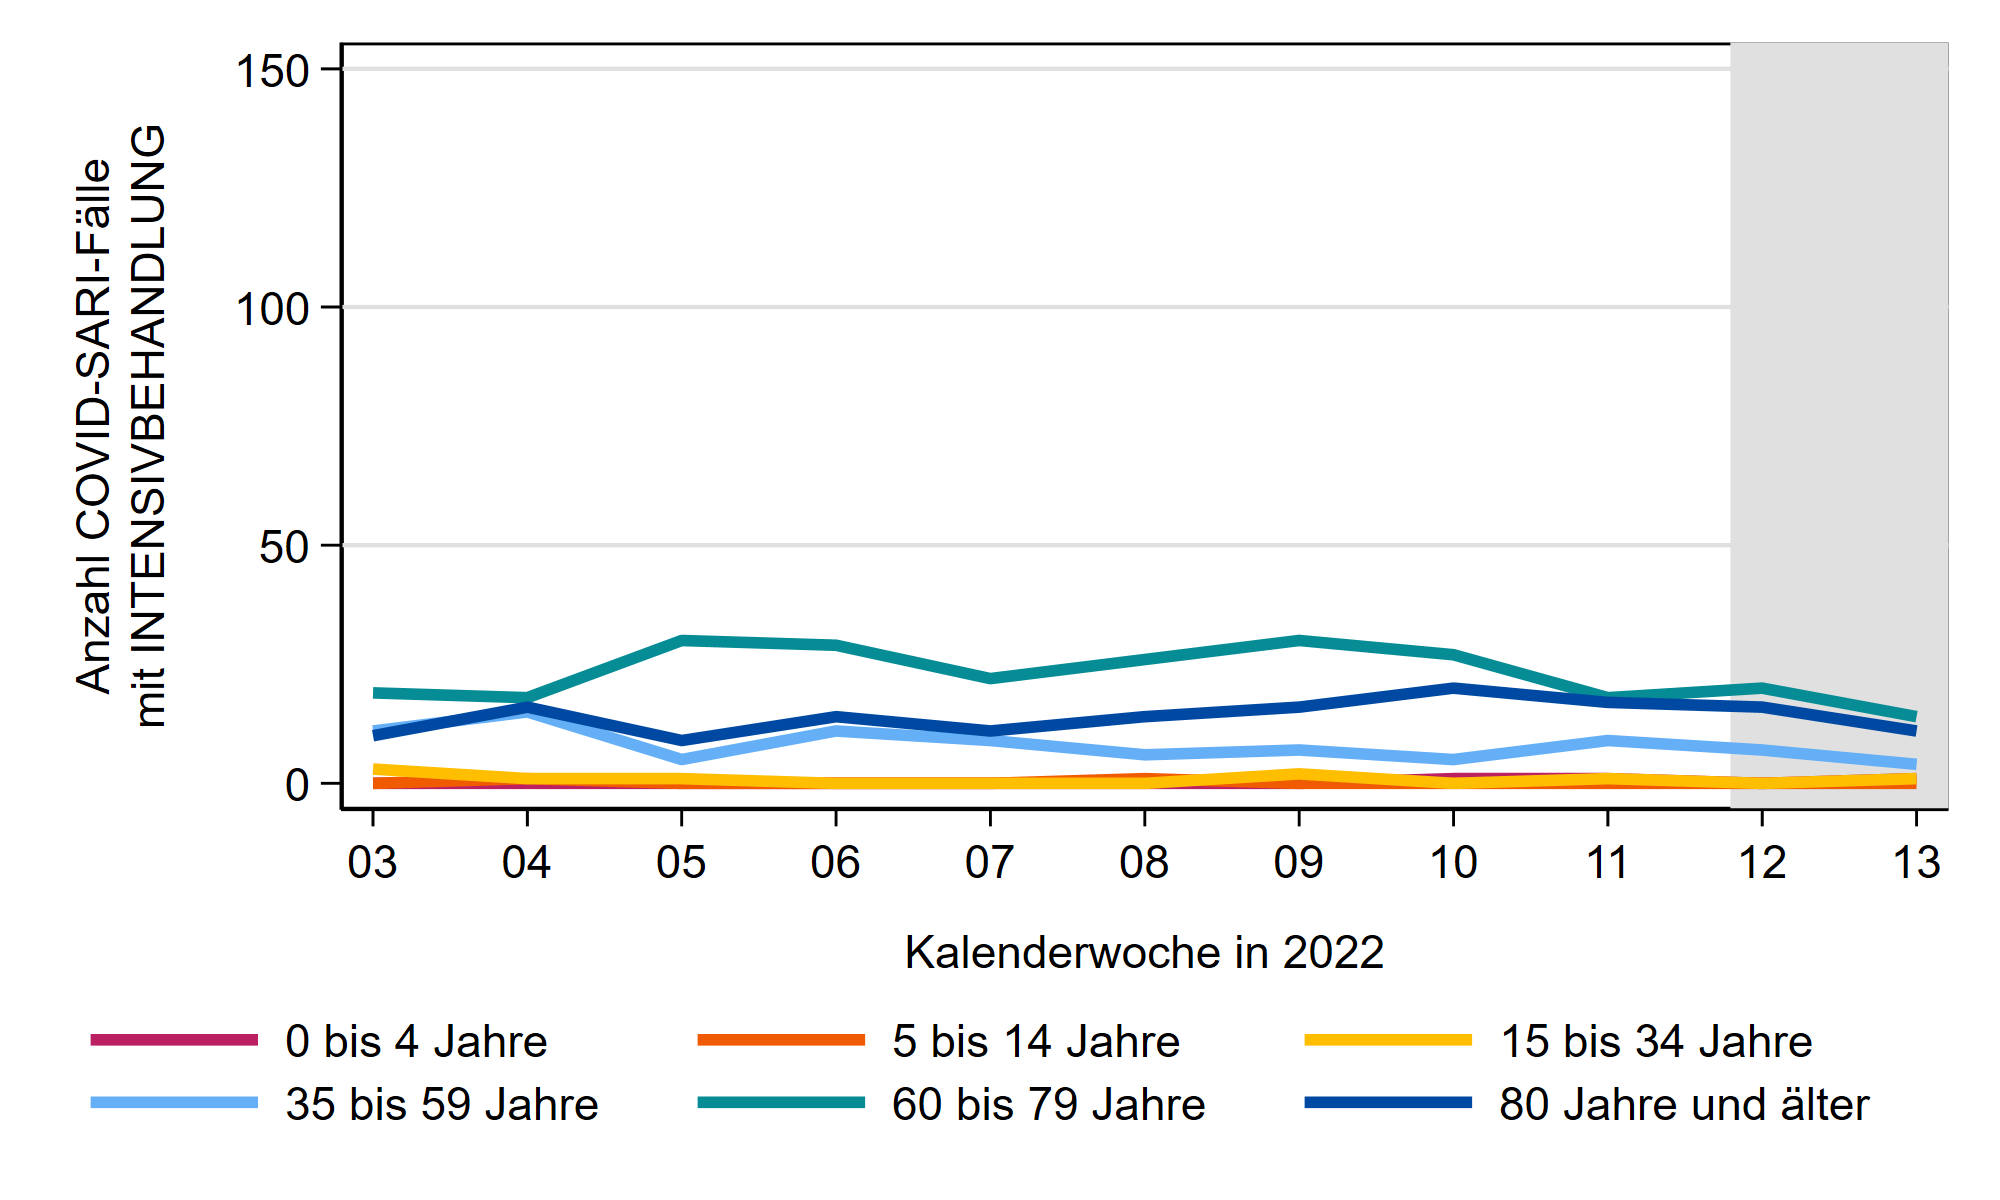 Anzahl COVID-SARI-Fälle
mit INTENSIVBEHANDLUNG
150
100
50
0
03 04 05 06 07 08 09 10 11 12 13
Kalenderwoche in 2022
0 bis 4 Jahre 5 bis 14 Jahre 15 bis 34 Jahre
35 bis 59 Jahre 60 bis 79 Jahre 80 Jahre und älter